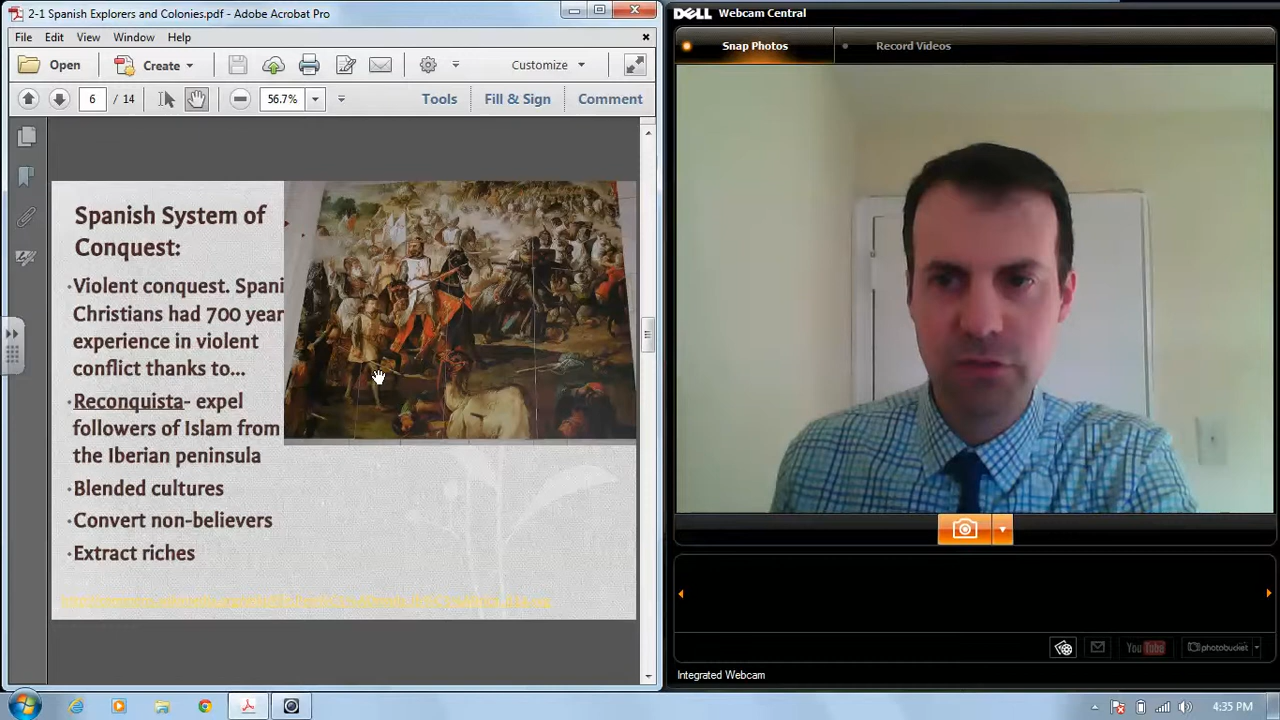 2-1 Spanish Explorers and Colonies.pdf - Adobe Acrobat Pro
File Edit View Window Help
Open Create Customize
6 / 14 56.7% Tools Fill & Sign Comment
Spanish System of
Conquest:
·Violent conquest. Spani
Christians had 700 year
experience in violent
conflict thanks to...
·Reconquista- expel
followers of Islam from
the Iberian peninsula
·Blended cultures
·Convert non-believers
·Extract riches
DELL Webcam Central
Snap Photos Record Videos
You Tube photobucket
Integrated Webcam
4:35 PM